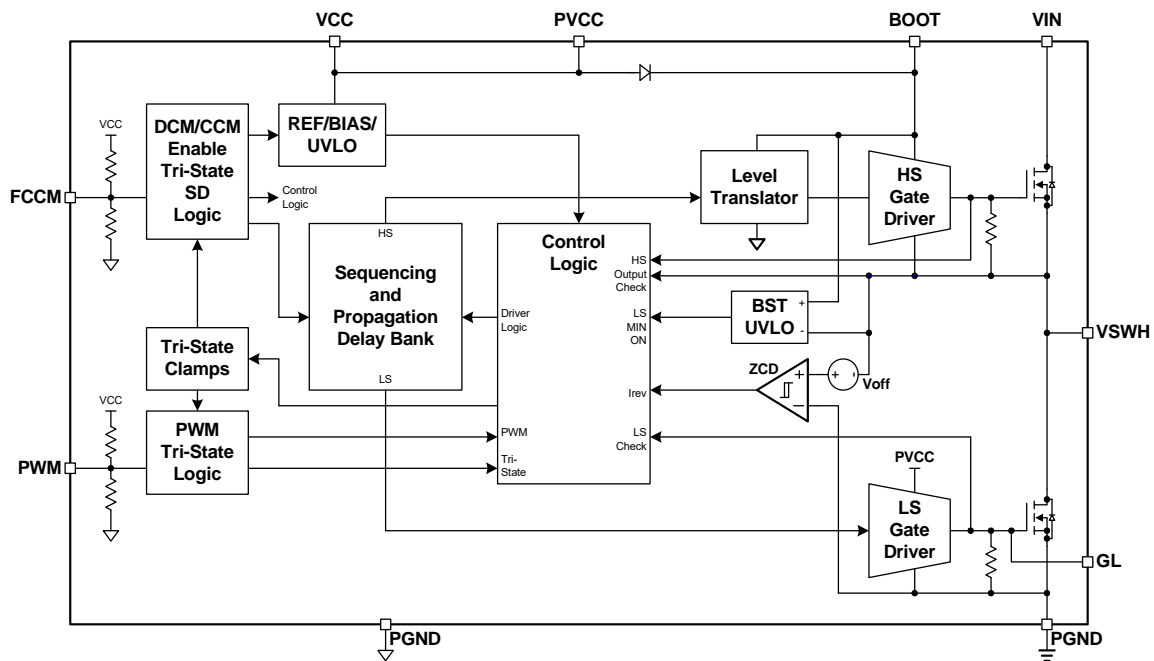 VCC
PVCC
BOOT
VIN
VCC
DCM/CCM
Enable
Tri-State
SD
Logic
REF/BIAS/
UVLO
Control
Logic
FCCM
Level
Translator
HS
Gate
Driver
HS
Sequencing
and
Propagation
Delay Bank
LS
Control
Logic
HS
Output
Check
Driver
Logic
LS
MIN
ON
Irev
LS
Check
PWM
Tri-
State
BST
UVLO
+
-
VSWH
ZCD
+
−
+
-
Voff
Tri-State
Clamps
VCC
PWM
Tri-State
Logic
PWM
PVCC
LS
Gate
Driver
GL
PGND
PGND